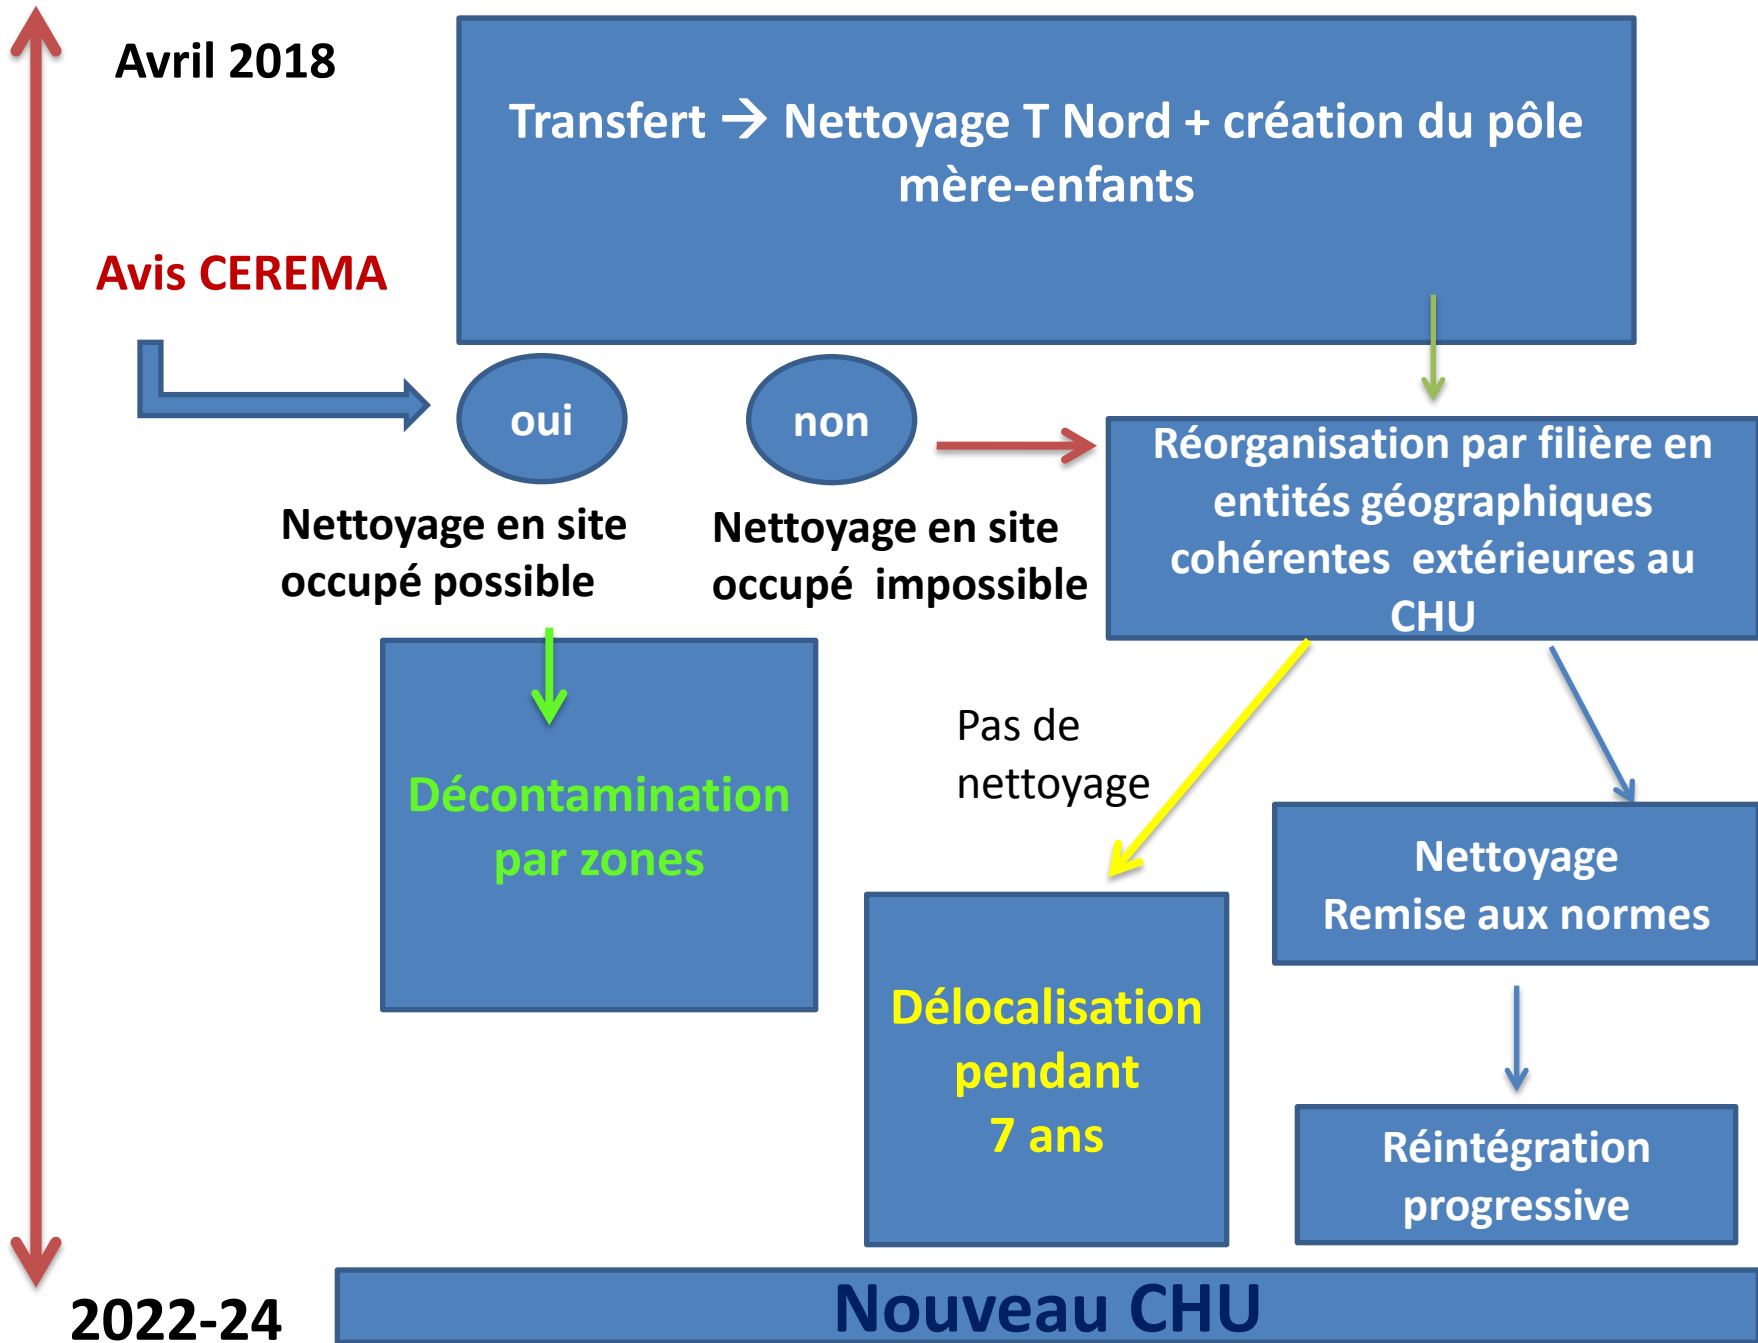 Avril 2018
Transfert → Nettoyage T Nord + création du pôle
mère-enfants
Avis CEREMA
oui
non
Nettoyage en site
occupé possible
Nettoyage en site
occupé impossible
Réorganisation par filière en
entités géographiques
cohérentes extérieures au
CHU
Décontamination
par zones
Pas de
nettoyage
Délocalisation
pendant
7 ans
Nettoyage
Remise aux normes
Réintégration
progressive
2022-24
Nouveau CHU